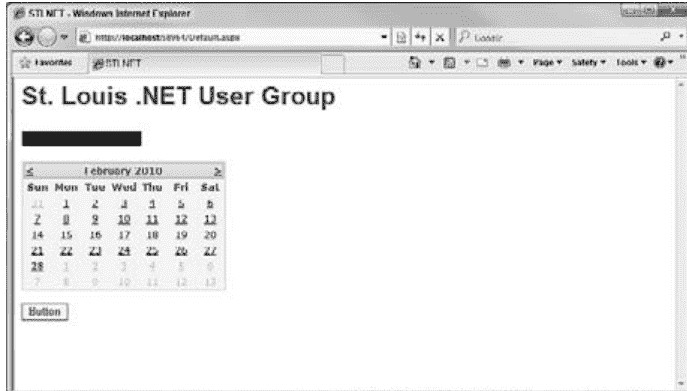 STLNET - Windows Internet Explorer
Google
Favorites STLNET Page Safety Tools
St. Louis .NET User Group
< February 2010 >
Sun Mon Tue Wed Thu Fri Sat
31 1 2 3 4 5 6
7 8 9 10 11 12 13
14 15 16 17 18 19 20
21 22 23 24 25 26 27
28 1 2 3 4 5 6
7 8 9 10 11 12 13
Button